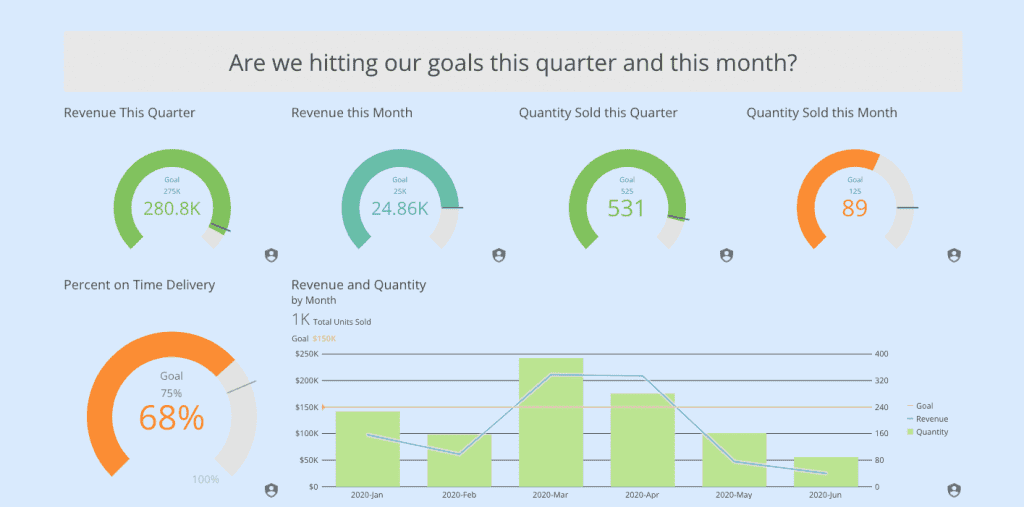 Are we hitting our goals this quarter and this month?
Revenue This Quarter
Goal
275K
280.8K
Revenue this Month
Goal
25K
24.86K
Quantity Sold this Quarter
Goal
525
531
Quantity Sold this Month
Goal
125
89
Percent on Time Delivery
Goal
75%
68%
100%
Revenue and Quantity
by Month
1K Total Units Sold
Goal $150K
$250K
$200K
$150K
$100K
$50K
$0
400
320
240
160
80
0
2020-Jan
2020-Feb
2020-Mar
2020-Apr
2020-May
2020-Jun
Goal
Revenue
Quantity